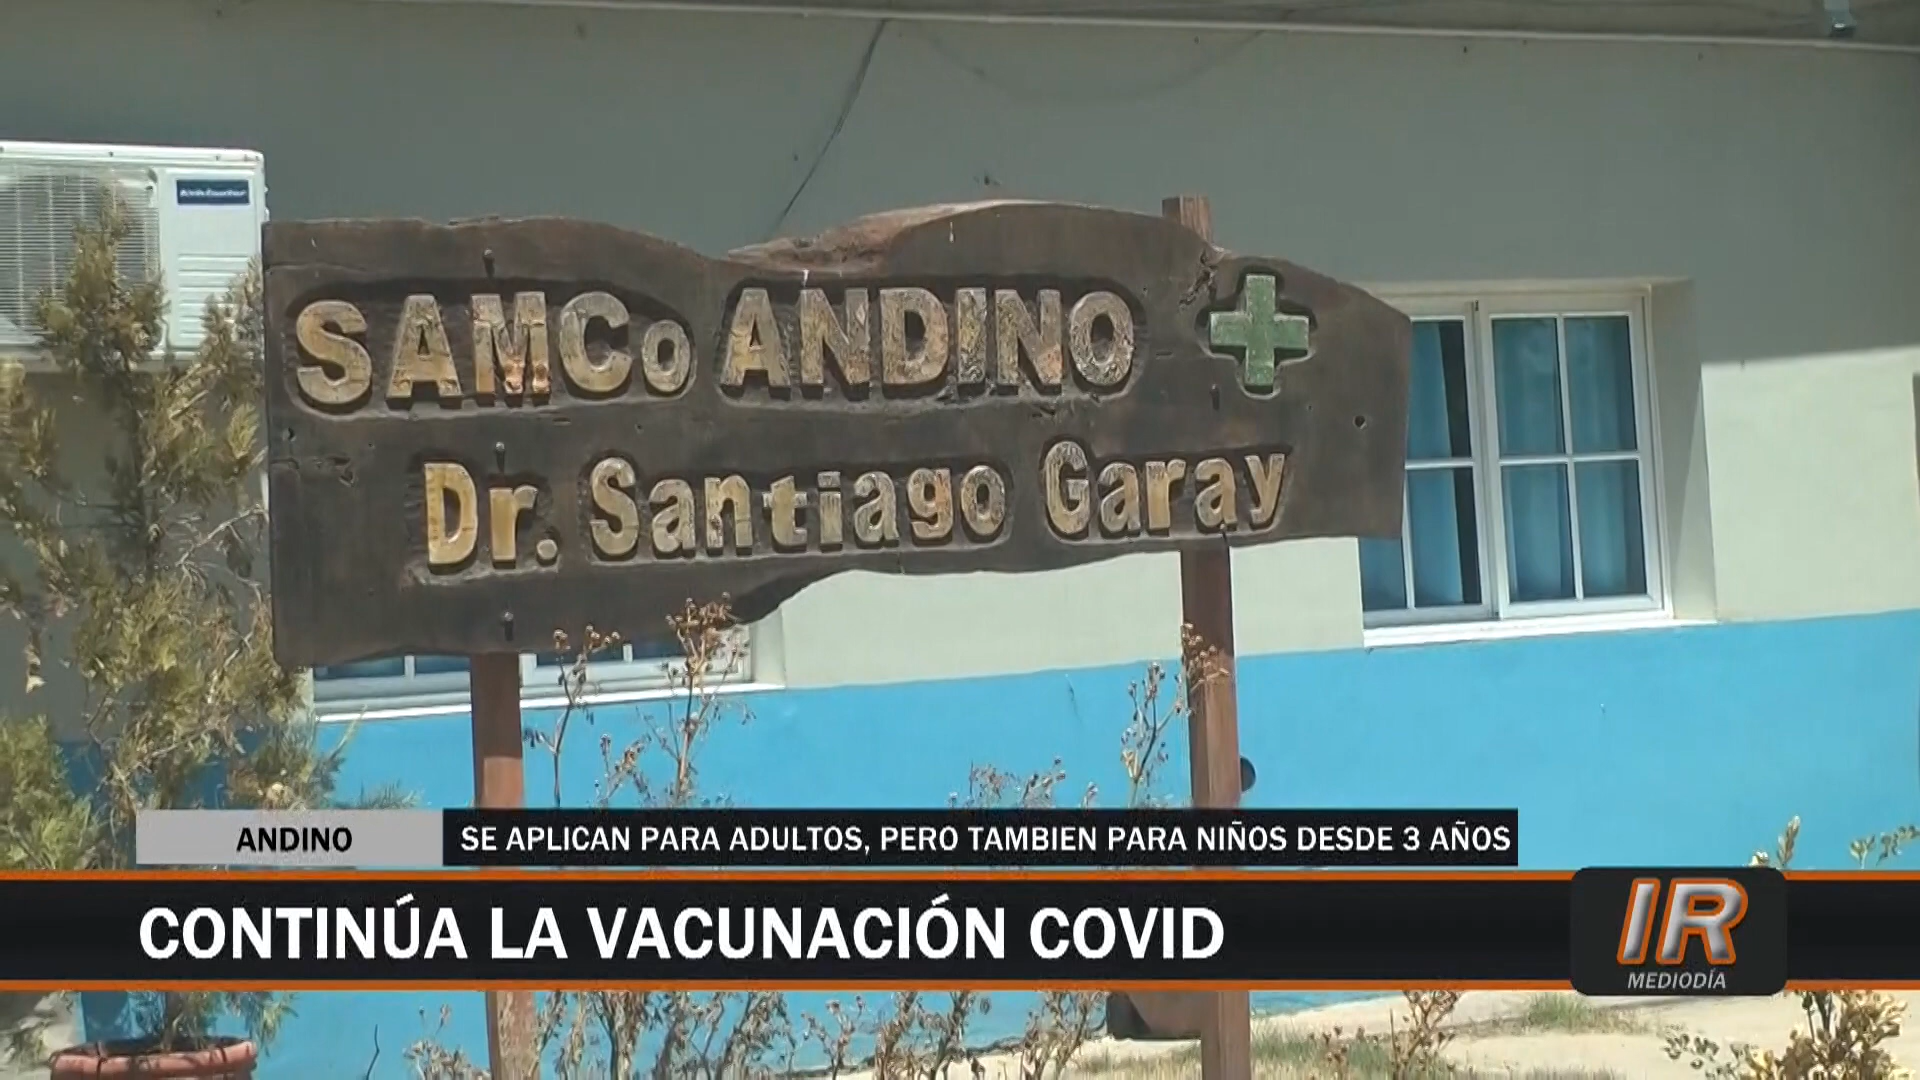 SAMCo ANDINO
Dr. Santiago Garay
ANDINO
SE APLICAN PARA ADULTOS, PERO TAMBIEN PARA NIÑOS DESDE 3 AÑOS
CONTINÚA LA VACUNACIÓN COVID
IR
MEDIODÍA